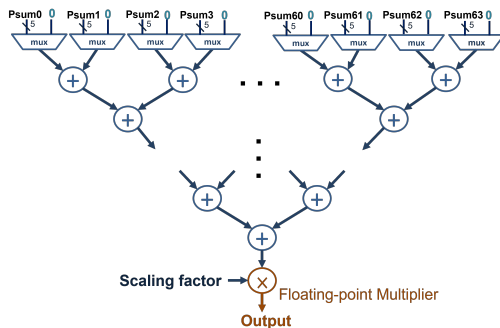 Psum0 0 Psum1 0 Psum2 0 Psum3 0 Psum60 0 Psum61 0 Psum62 0 Psum63 0
5 5 5 5 5 5 5 5
mux mux mux mux mux mux mux mux
+ + + +
+ +
+ +
+
Scaling factor × Floating-point Multiplier
Output